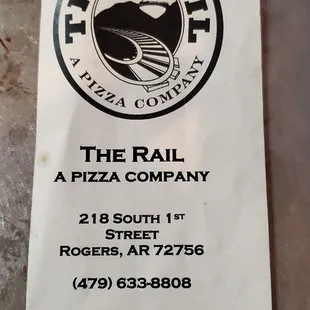 A PIZZA COMPANY
THE RAIL
A PIZZA COMPANY
218 SOUTH 1ST
STREET
ROGERS, AR 72756
(479) 633-8808